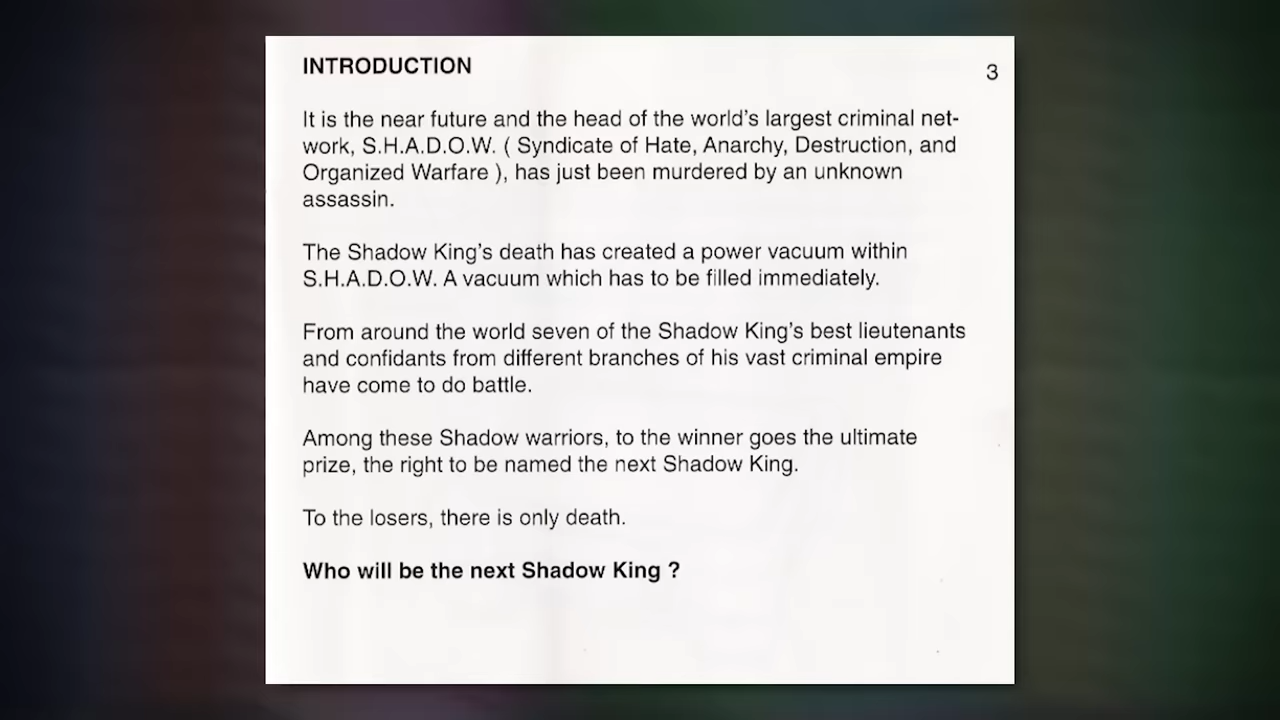 INTRODUCTION
3
It is the near future and the head of the world's largest criminal net-
work, S.H.A.D.O.W. ( Syndicate of Hate, Anarchy, Destruction, and
Organized Warfare ), has just been murdered by an unknown
assassin.
The Shadow King's death has created a power vacuum within
S.H.A.D.O.W. A vacuum which has to be filled immediately.
From around the world seven of the Shadow King's best lieutenants
and confidants from different branches of his vast criminal empire
have come to do battle.
Among these Shadow warriors, to the winner goes the ultimate
prize, the right to be named the next Shadow King.
To the losers, there is only death.
Who will be the next Shadow King ?